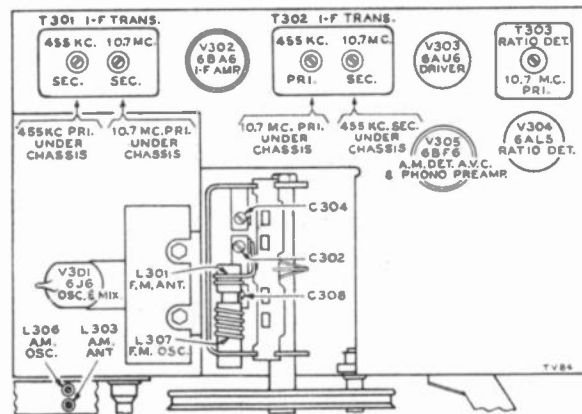 T301 I-F TRANS.
455 KC. 10.7 MC.
SEC. SEC.
455KC PRI. UNDER CHASSIS
10.7 MC. PRI. UNDER CHASSIS
V302
6BA6
I-F AMP.
T302 I-F TRANS.
455 KC. 10.7 MC.
PRI. SEC.
10.7 MC. PRI.
UNDER
CHASSIS
455 KC. SEC.
UNDER
CHASSIS
V303
6AU6
DRIVER
T303
RATIO DET.
10.7 M.C.
PRI.
V305
6BF6
A.M. DET. A.V.C.
& PHONO PREAMP.
V304
6AL5
RATIO DET.
C304
C302
C308
V3D1
6J6
OSC. & MIX.
L301
F.M. ANT.
L307
F.M. OSC.
L306
A.M.
OSC.
L303
A.M.
ANT
TV84